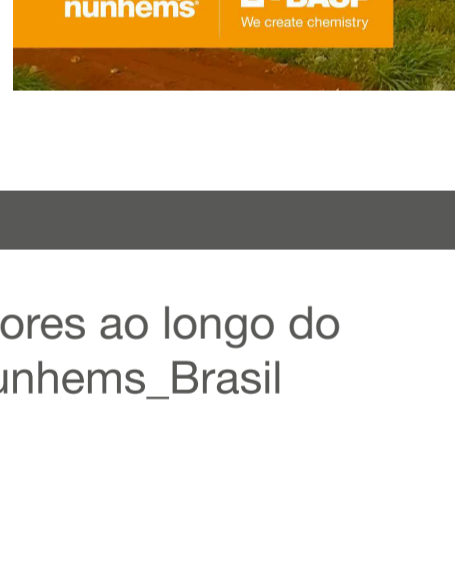 nunhems
We create chemistry
ores ao longo do
unhems_Brasil